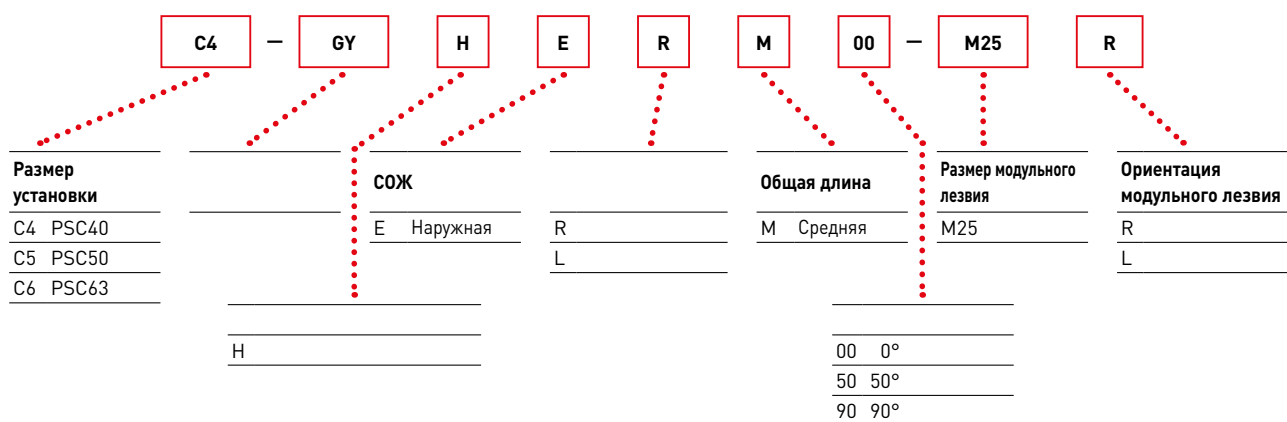 C4 — GY H E R M 00 — M25 R
Размер
установки
C4 PSC40
C5 PSC50
C6 PSC63
H
СОЖ
E Наружная
R
L
Общая длина
M Средняя
00 0°
50 50°
90 90°
Размер модульного
лезвия
M25
Ориентация
модульного лезвия
R
L